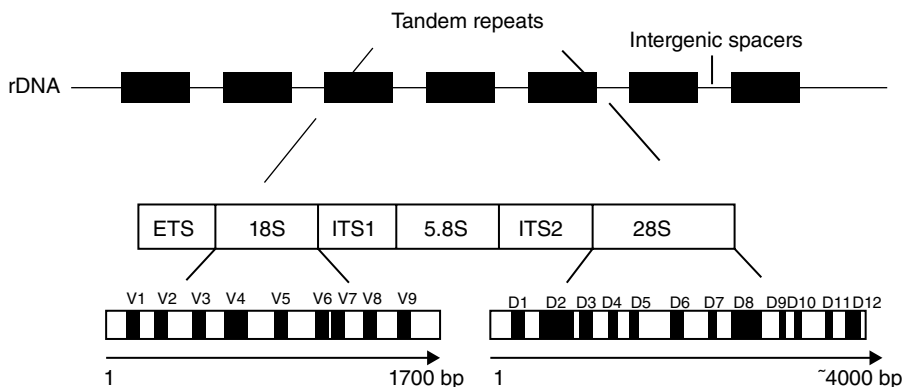 Tandem repeats
Intergenic spacers
rDNA
ETS 18S ITS1 5.8S ITS2 28S
V1 V2 V3 V4 V5 V6 V7 V8 V9
D1 D2 D3 D4 D5 D6 D7 D8 D9 D10 D11 D12
1 1700 bp
1 ~4000 bp